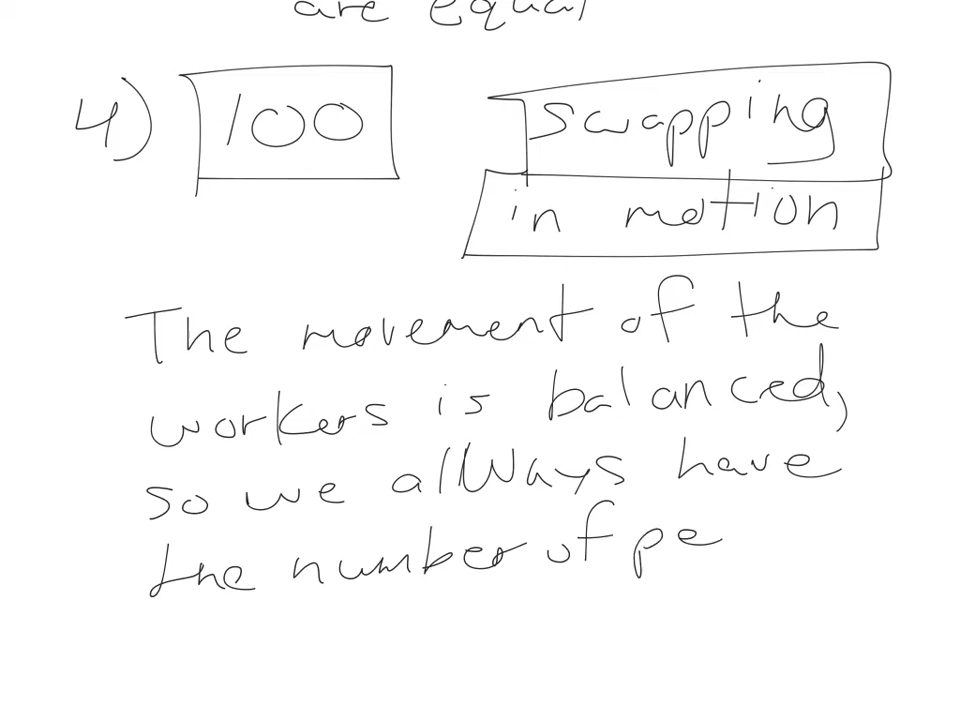 are equal
4) 100 swapping
in motion
The movement of the
workers is balanced,
so we allways have
the number of pe